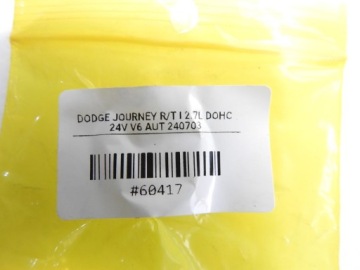 DODGE JOURNEY R/T I 2.7L DOHC
24V V6 AUT 240703
#60417